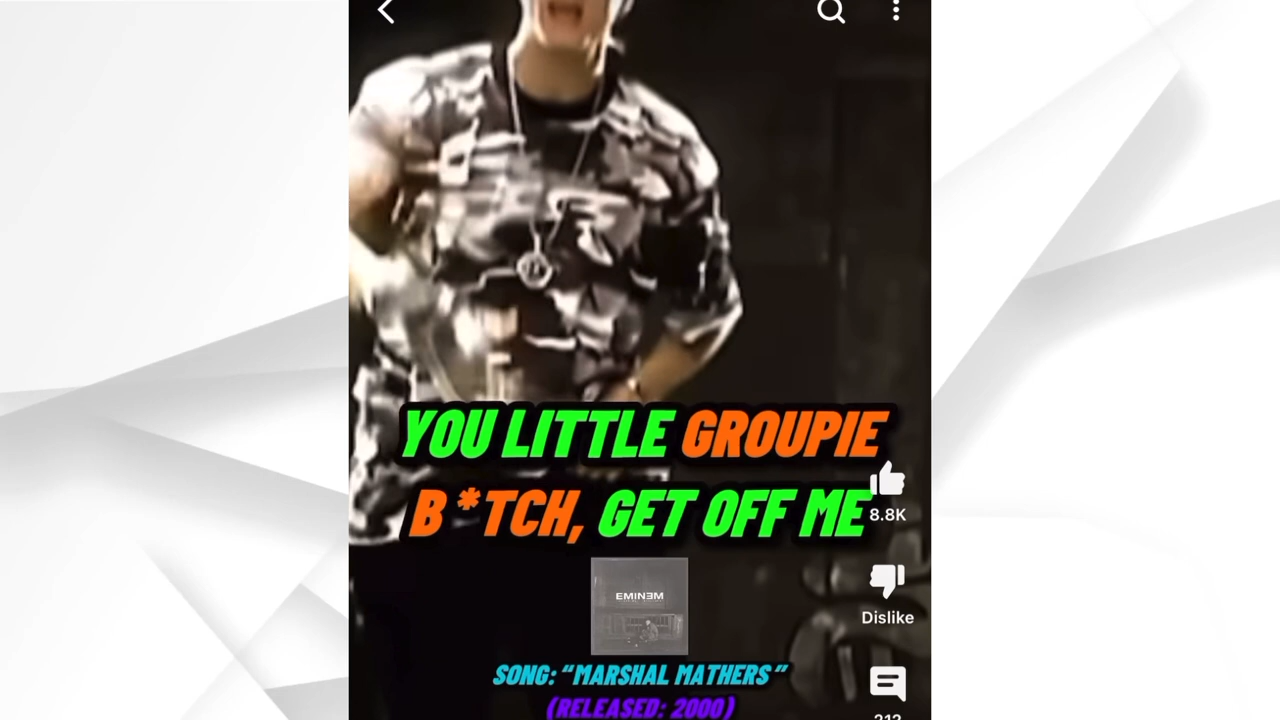 YOU LITTLE GROUPIE
B*TCH, GET OFF ME
8.8K
EMINEM
Dislike
SONG: “MARSHAL MATHERS”
(RELEASED: 2000)